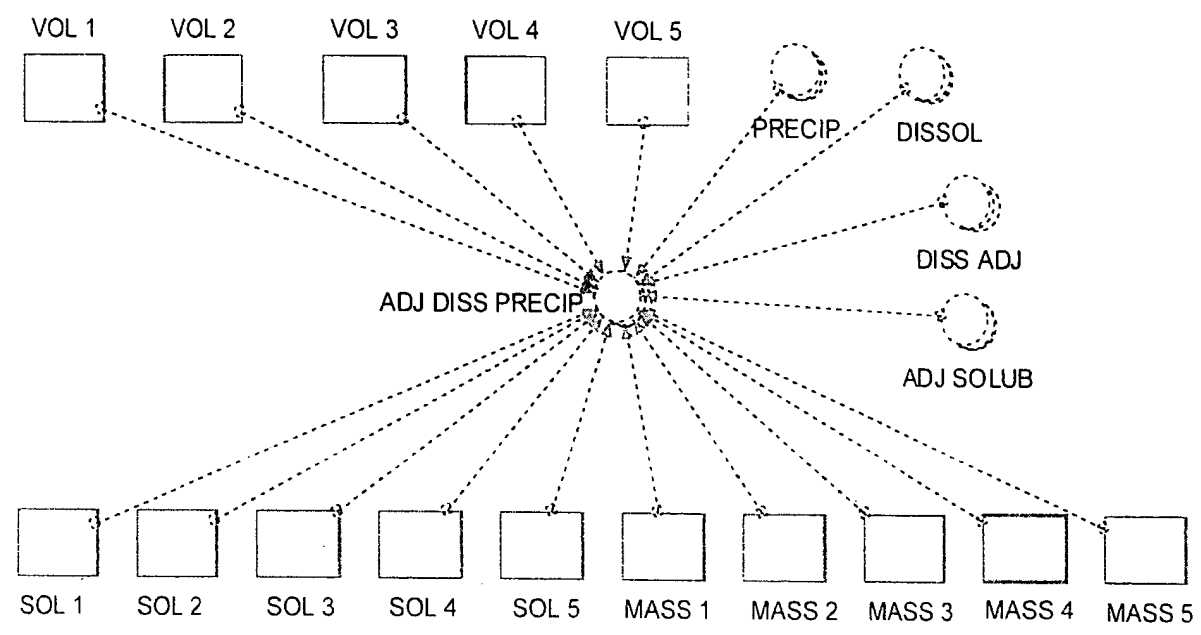 VOL 1
VOL 2
VOL 3
VOL 4
VOL 5
PRECIP
DISSOL
DISS ADJ
ADJ DISS PRECIP
ADJ SOLUB
SOL 1
SOL 2
SOL 3
SOL 4
SOL 5
MASS 1
MASS 2
MASS 3
MASS 4
MASS 5